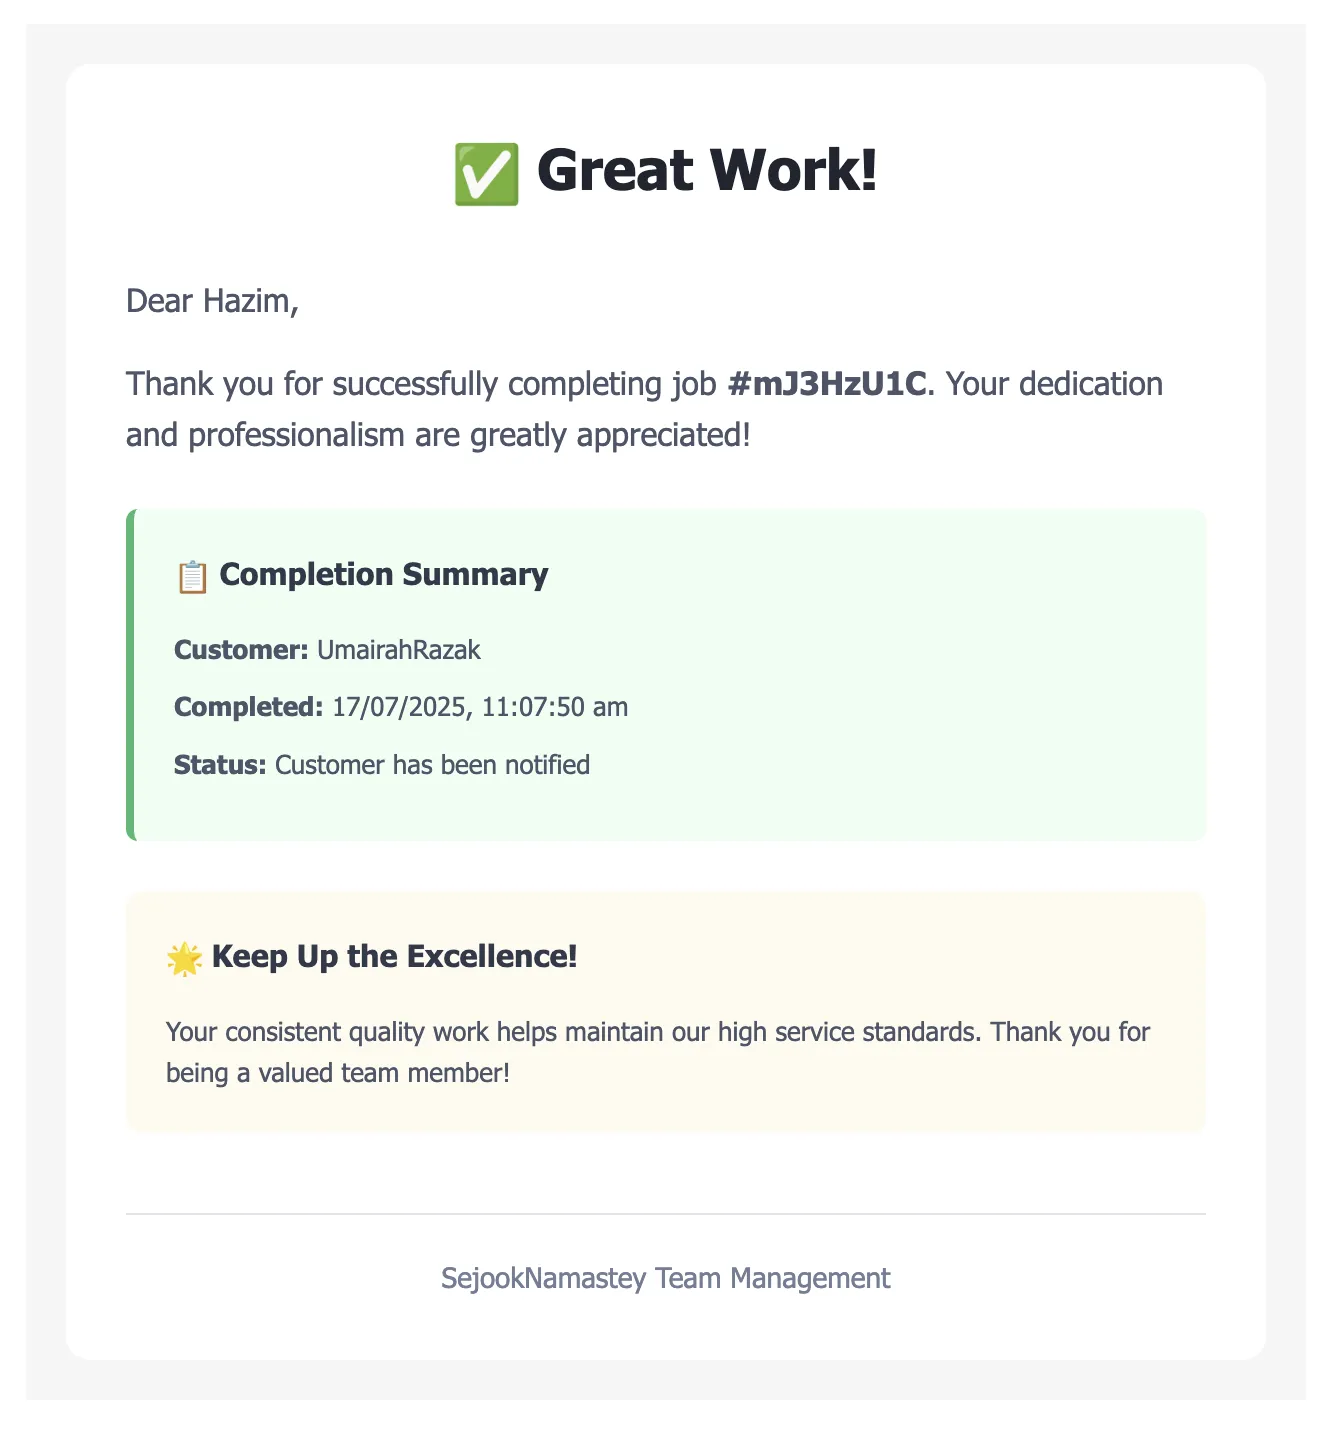 ✅ Great Work!
Dear Hazim,
Thank you for successfully completing job #mJ3HzU1C. Your dedication
and professionalism are greatly appreciated!
📋 Completion Summary
Customer: UmairahRazak
Completed: 17/07/2025, 11:07:50 am
Status: Customer has been notified
🌟 Keep Up the Excellence!
Your consistent quality work helps maintain our high service standards. Thank you for
being a valued team member!
SejookNamastey Team Management